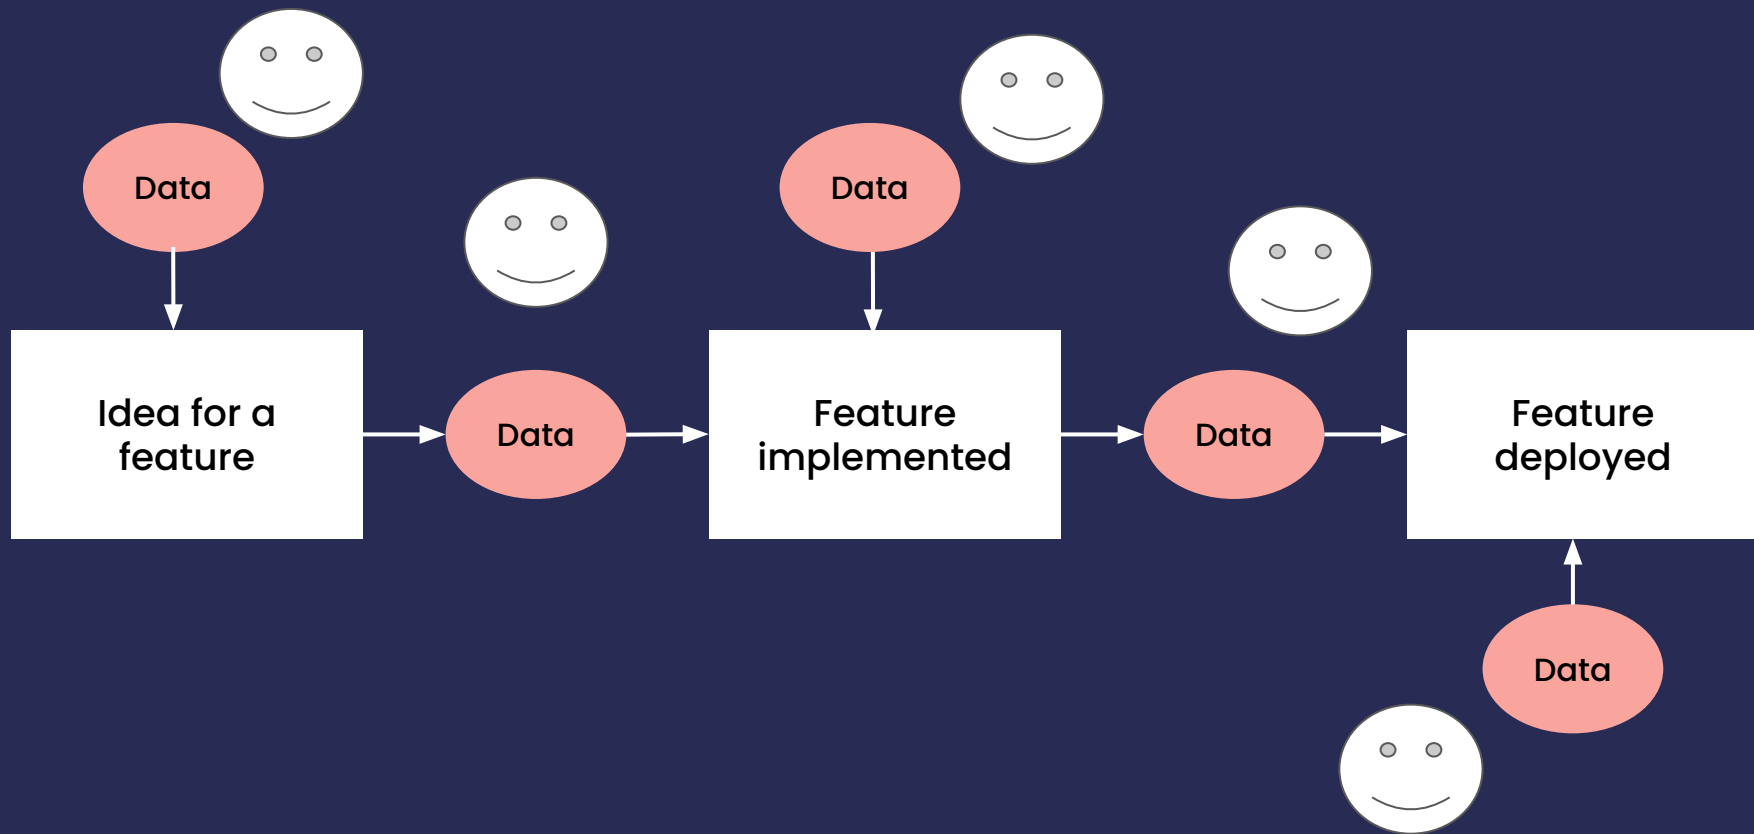 Data
Data
Idea for a
feature
Data
Feature
implemented
Data
Feature
deployed
Data